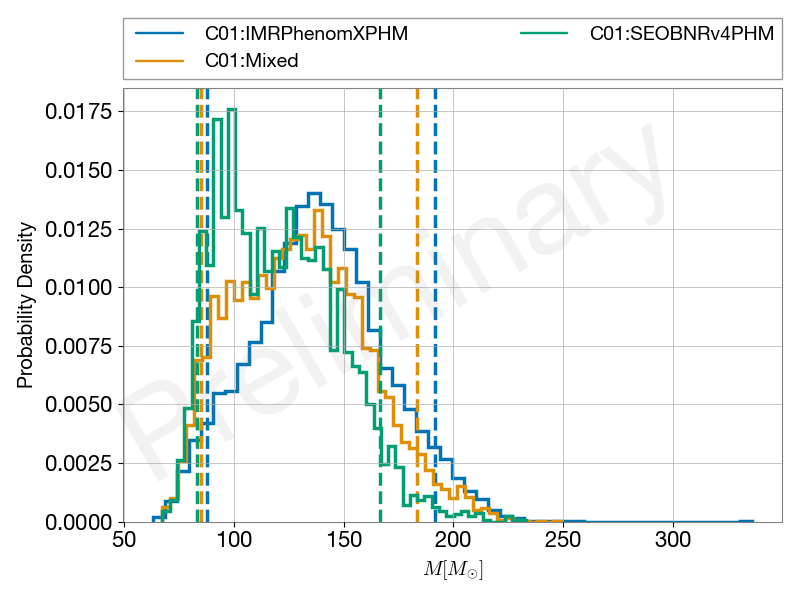 C01:IMRPhenomXPHM
C01:Mixed
C01:SEOBNRv4PHM
Preliminary
0.0175
0.0150
0.0125
0.0100
0.0075
0.0050
0.0025
0.0000
Probability Density
50 100 150 200 250 300
M[M☉]